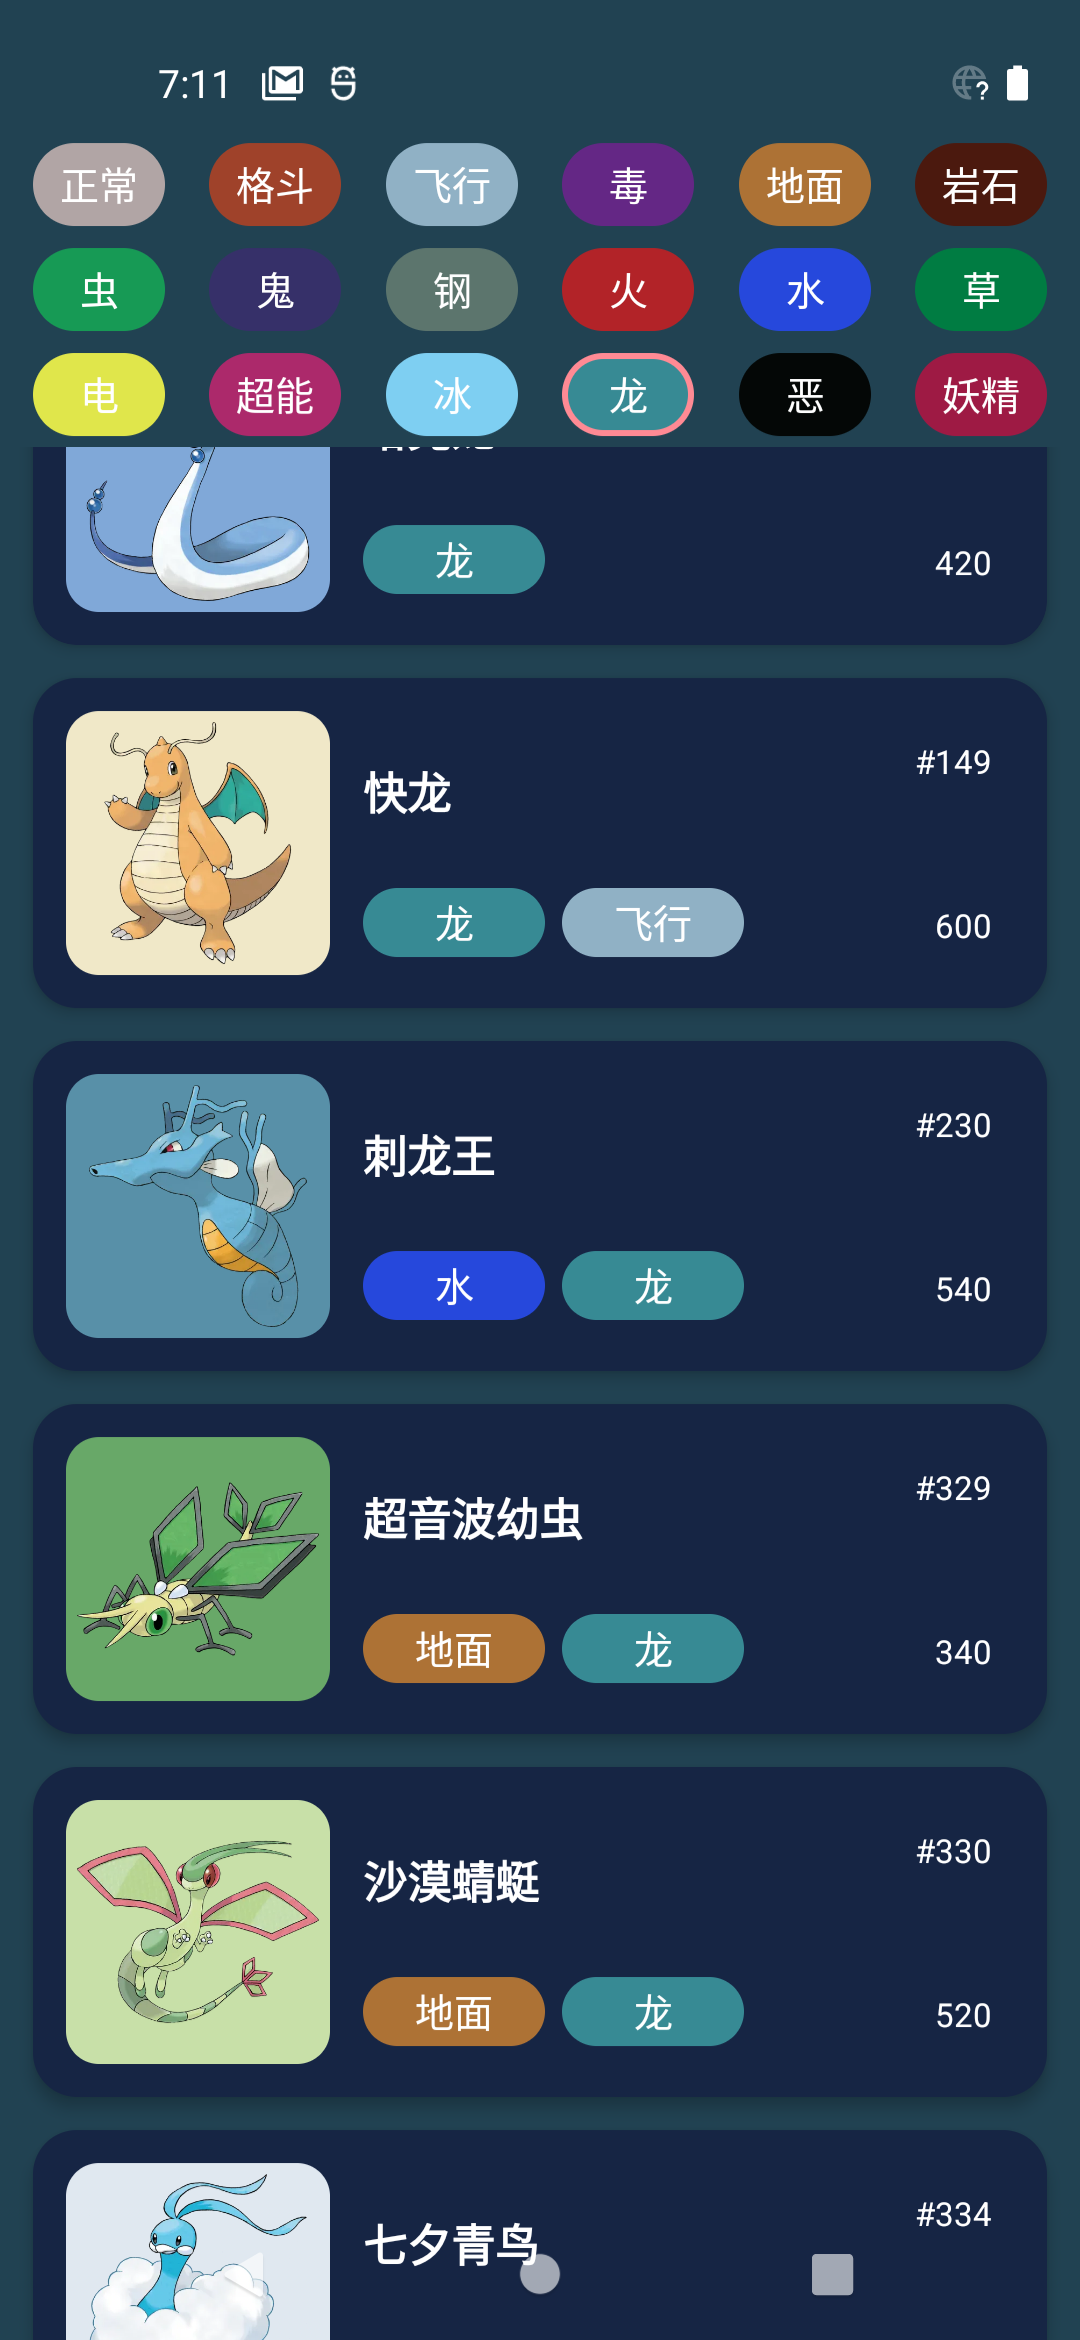 7:11
正常 格斗 飞行 毒 地面 岩石
虫 鬼 钢 火 水 草
电 超能 冰 龙 恶 妖精
龙 420
#149
快龙
龙 飞行 600
#230
刺龙王
水 龙 540
#329
超音波幼虫
地面 龙 340
#330
沙漠蜻蜓
地面 龙 520
#334
七夕青鸟